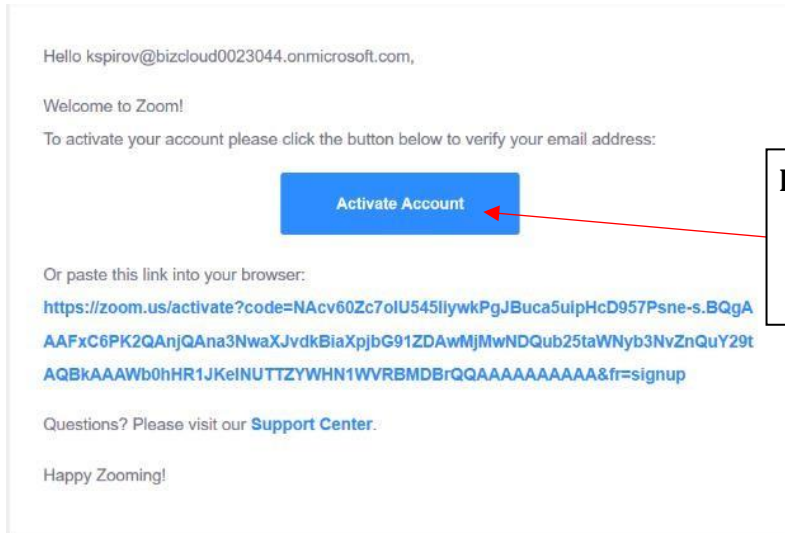 Hello kspirov@bizcloud0023044.onmicrosoft.com,
Welcome to Zoom!
To activate your account please click the button below to verify your email address:
Activate Account
Or paste this link into your browser:
https://zoom.us/activate?code=NAcv60Zc7olU545liywkPgJBuca5uipHcD957Psne-s.BQgA
AAFxC6PK2QAnjQAna3NwaXJvdkBiaXpjbG91ZDAwMjMwNDQub25taWNyb3NvZnQuY29t
AQBkAAAWb0hHR1JKelNUTTZYWHN1WVRBMDBrQQAAAAAAAAAA&fr=signup
Questions? Please visit our Support Center.
Happy Zooming!